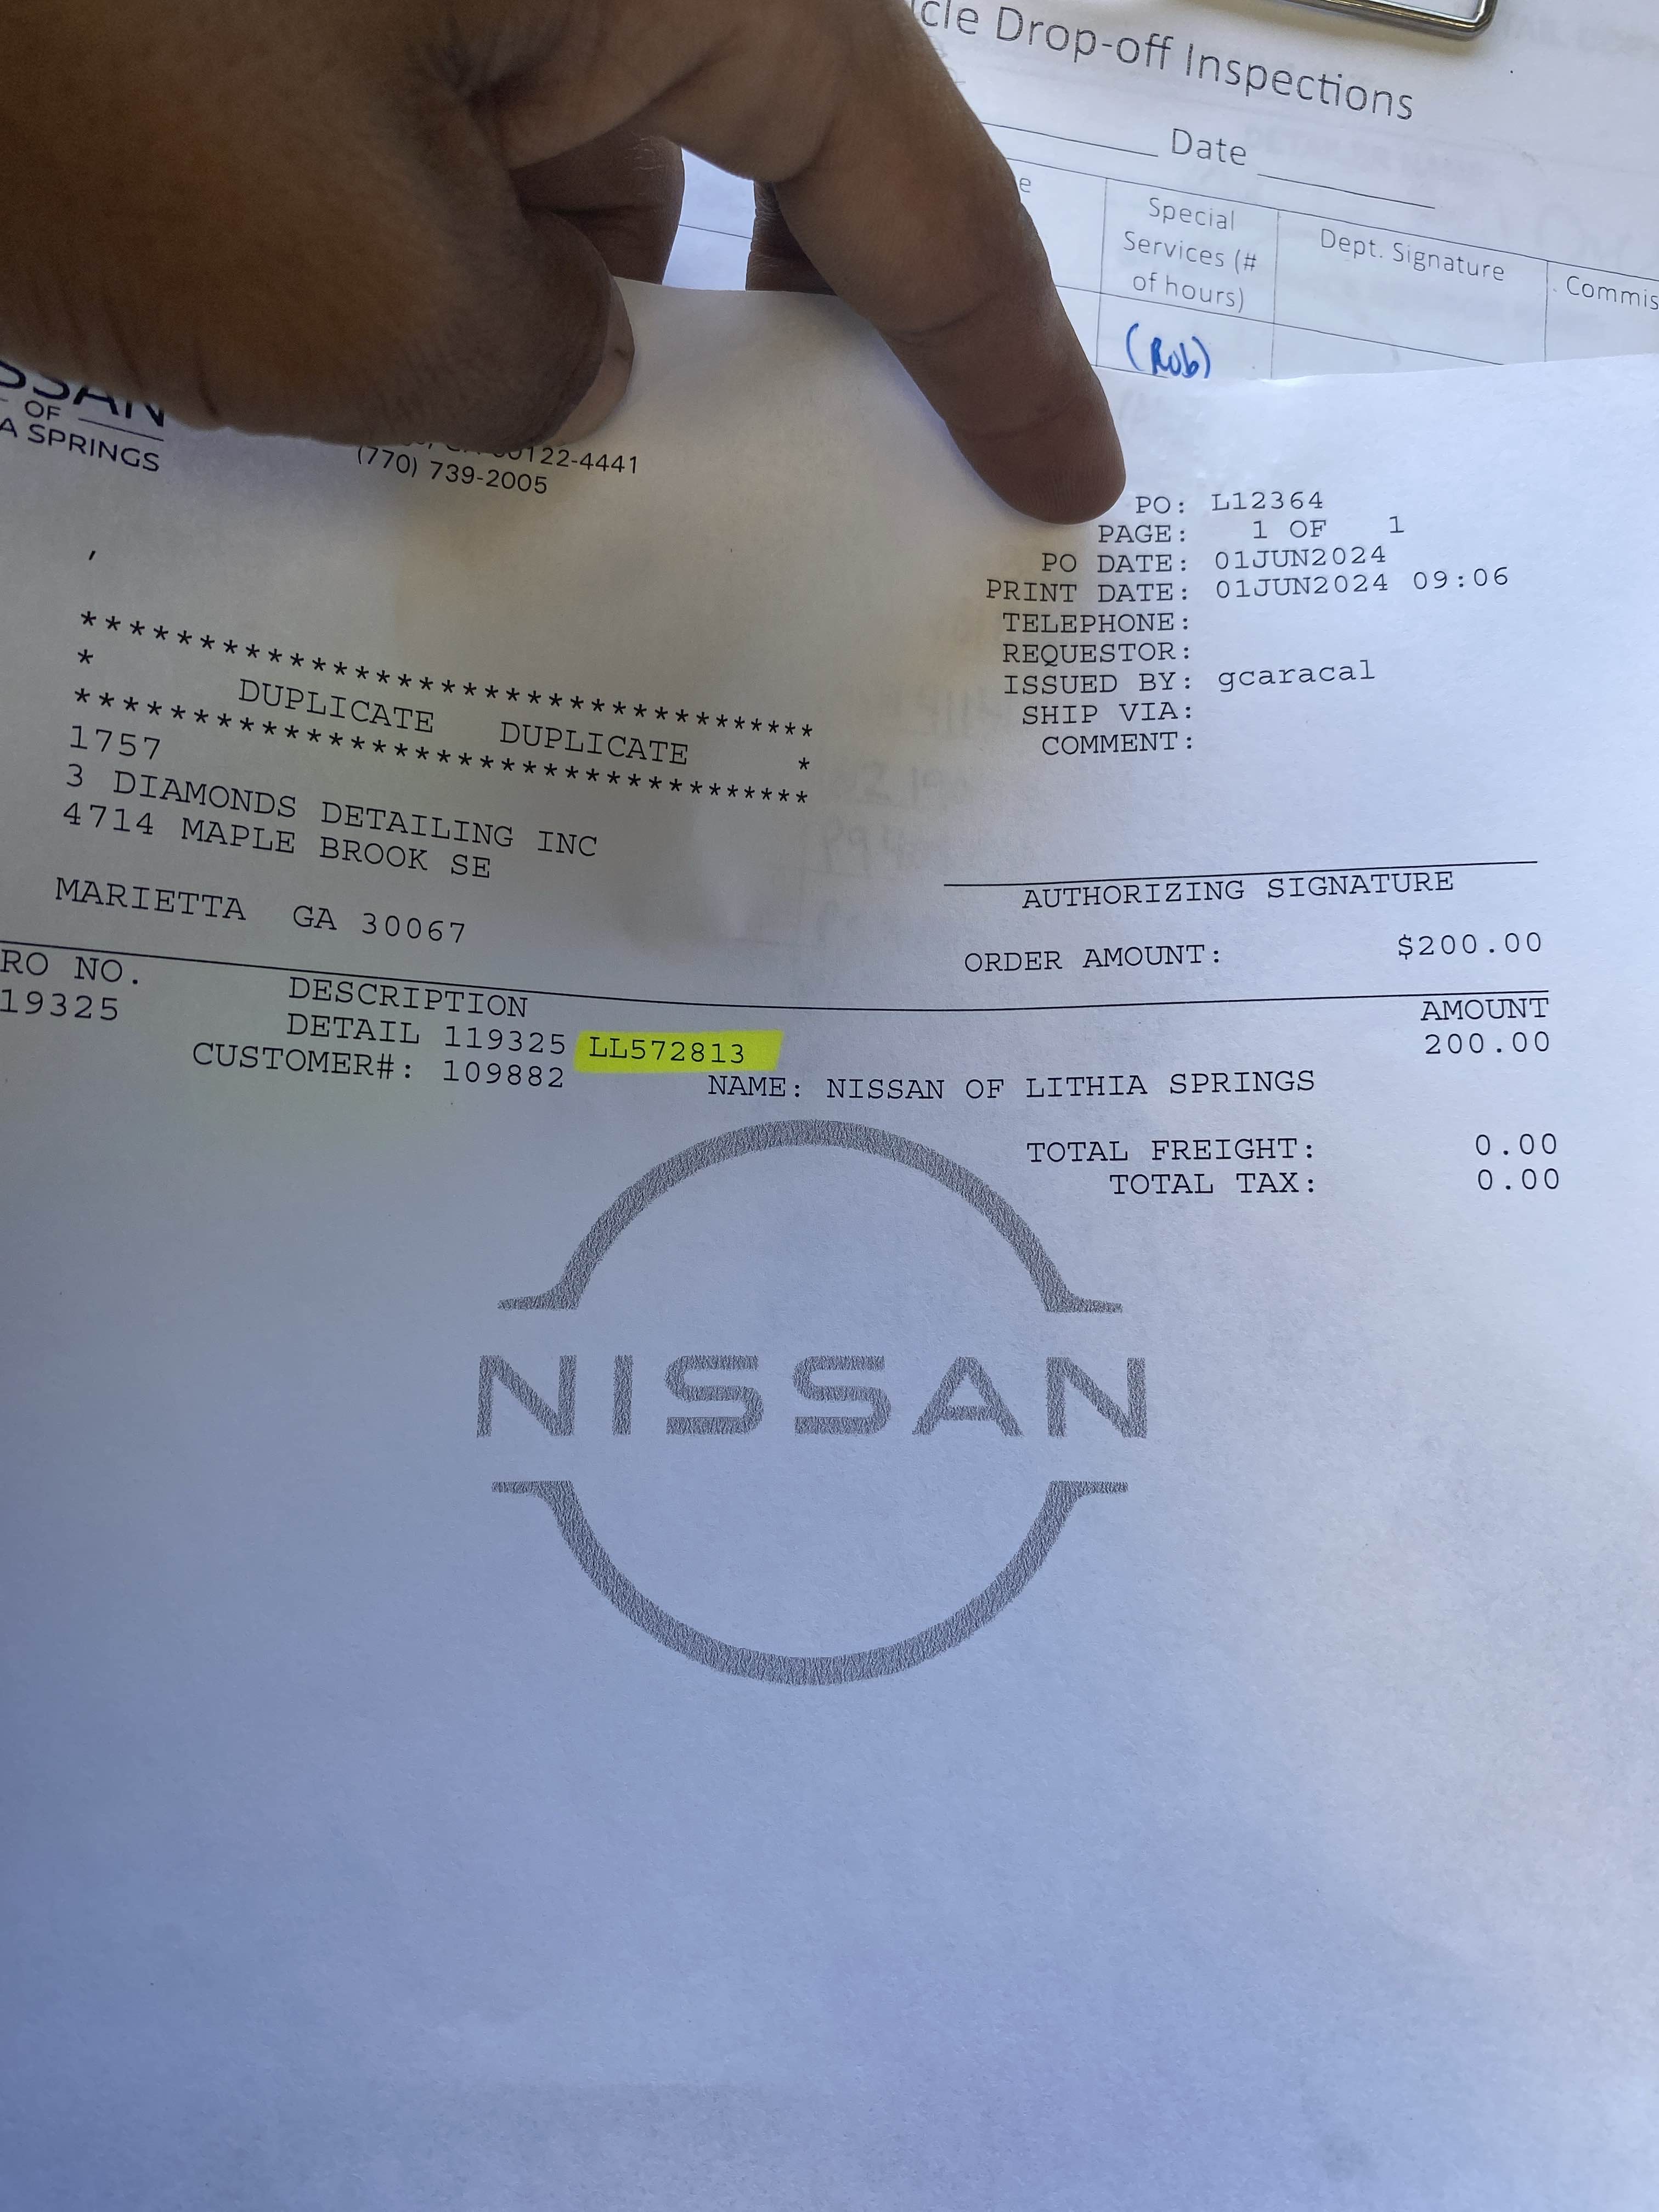 Drop-off Inspections
Date
Special
Services (#
of hours)
Dept. Signature
(Rob)
OF
SPRINGS
(770) 739-2005
PO: L12364
PAGE: 1 OF 1
PO DATE: 01JUN2024
PRINT DATE: 01JUN2024 09:06
TELEPHONE:
REQUESTOR:
ISSUED BY: gcaracal
SHIP VIA:
COMMENT:
* DUPLICATE DUPLICATE *
1757
3 DIAMONDS DETAILING INC
4714 MAPLE BROOK SE
MARIETTA GA 30067
AUTHORIZING SIGNATURE
ORDER AMOUNT: $200.00
RO NO. DESCRIPTION AMOUNT
19325 DETAIL 119325 LL572813 200.00
CUSTOMER#: 109882 NAME: NISSAN OF LITHIA SPRINGS
TOTAL FREIGHT: 0.00
TOTAL TAX: 0.00
NISSAN